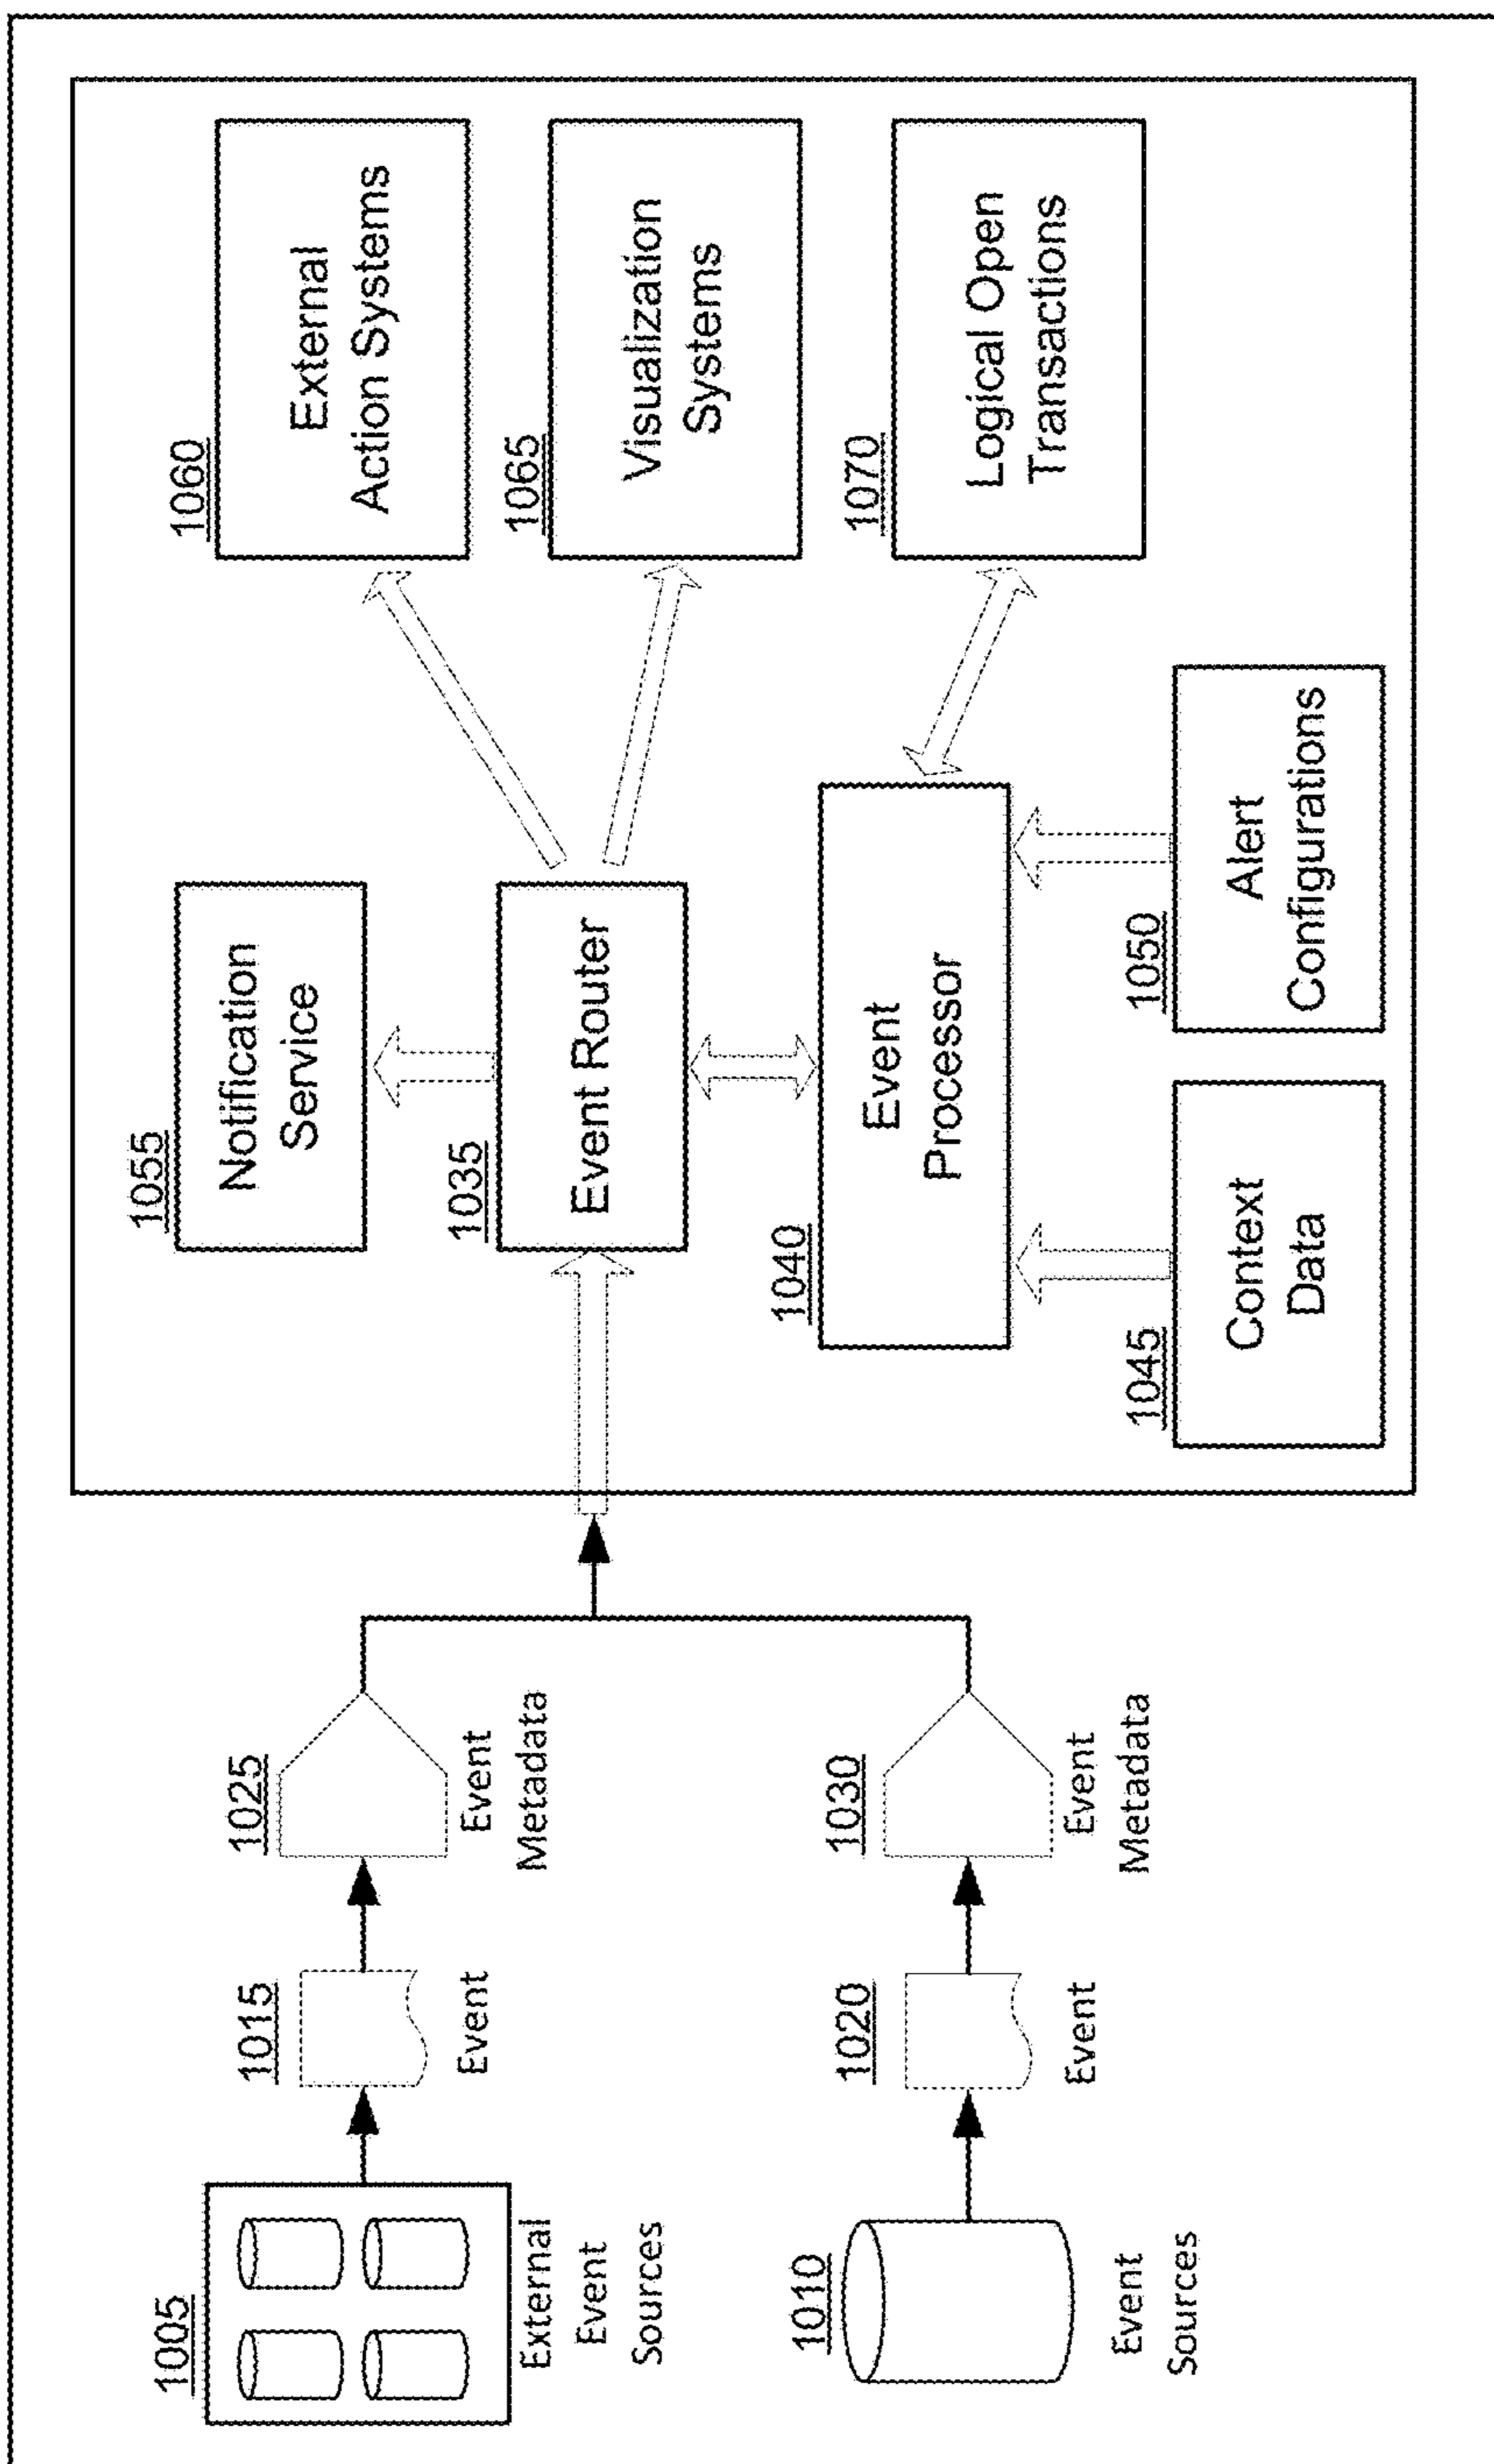 1005
External
Event
Sources
1015
Event
1025
Event
Metadata
1010
Event
Sources
1020
Event
1030
Event
Metadata
1055
Notification
Service
1035
Event Router
1040
Event
Processor
1045
Context
Data
1050
Alert
Configurations
1060
External
Action Systems
1065
Visualization
Systems
1070
Logical Open
Transactions